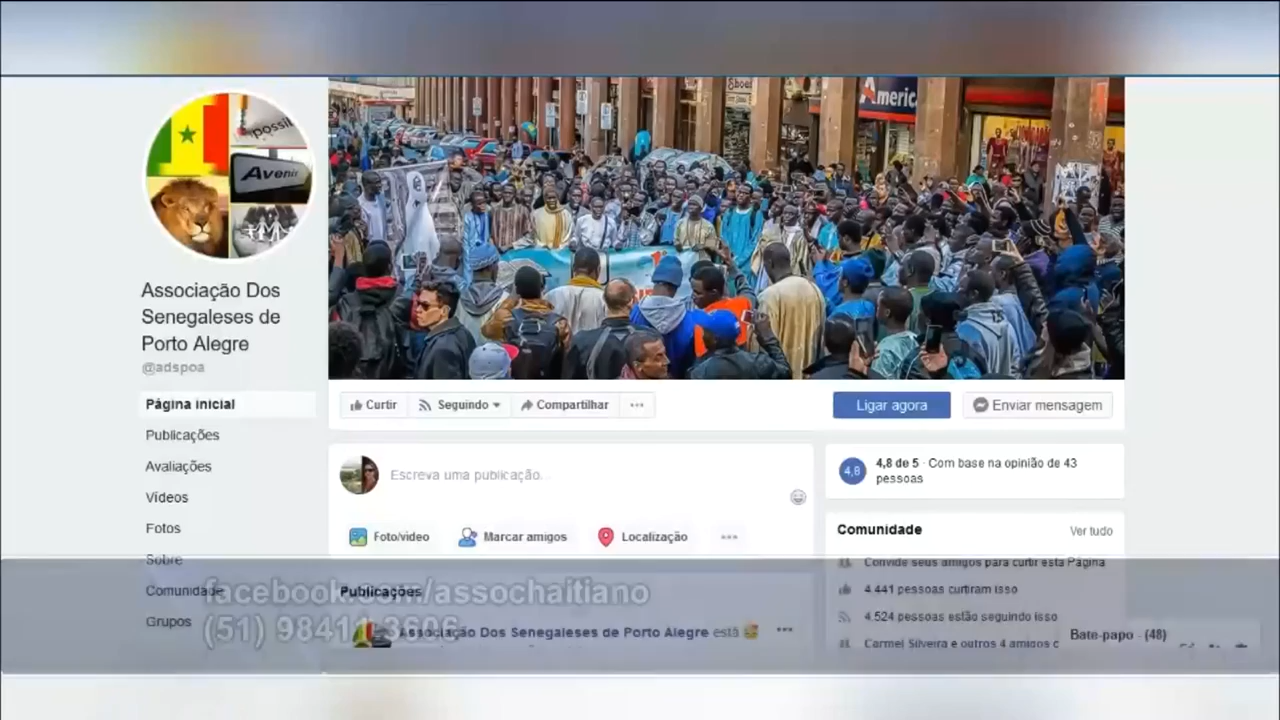 possil
Avenir
Shoes
Americ
Associação Dos
Senegaleses de
Porto Alegre
@adspoa
Página inicial
Publicações
Avaliações
Vídeos
Fotos
Sobre
Comunidade
Grupos
Curtir
Seguindo
Compartilhar
Ligar agora
Enviar mensagem
Escreva uma publicação..
Foto/vídeo
Marcar amigos
Localização
Publicações
Associação Dos Senegaleses de Porto Alegre está
4,8
4,8 de 5 · Com base na opinião de 43
pessoas
Comunidade
Ver tudo
Convide seus amigos para curtir esta Página
4.441 pessoas curtiram isso
4.524 pessoas estão seguindo isso
Carmel Silveira e outros 4 amigos c
Bate-papo (48)
facebook.com/assochaitiano
(51) 98411-3606